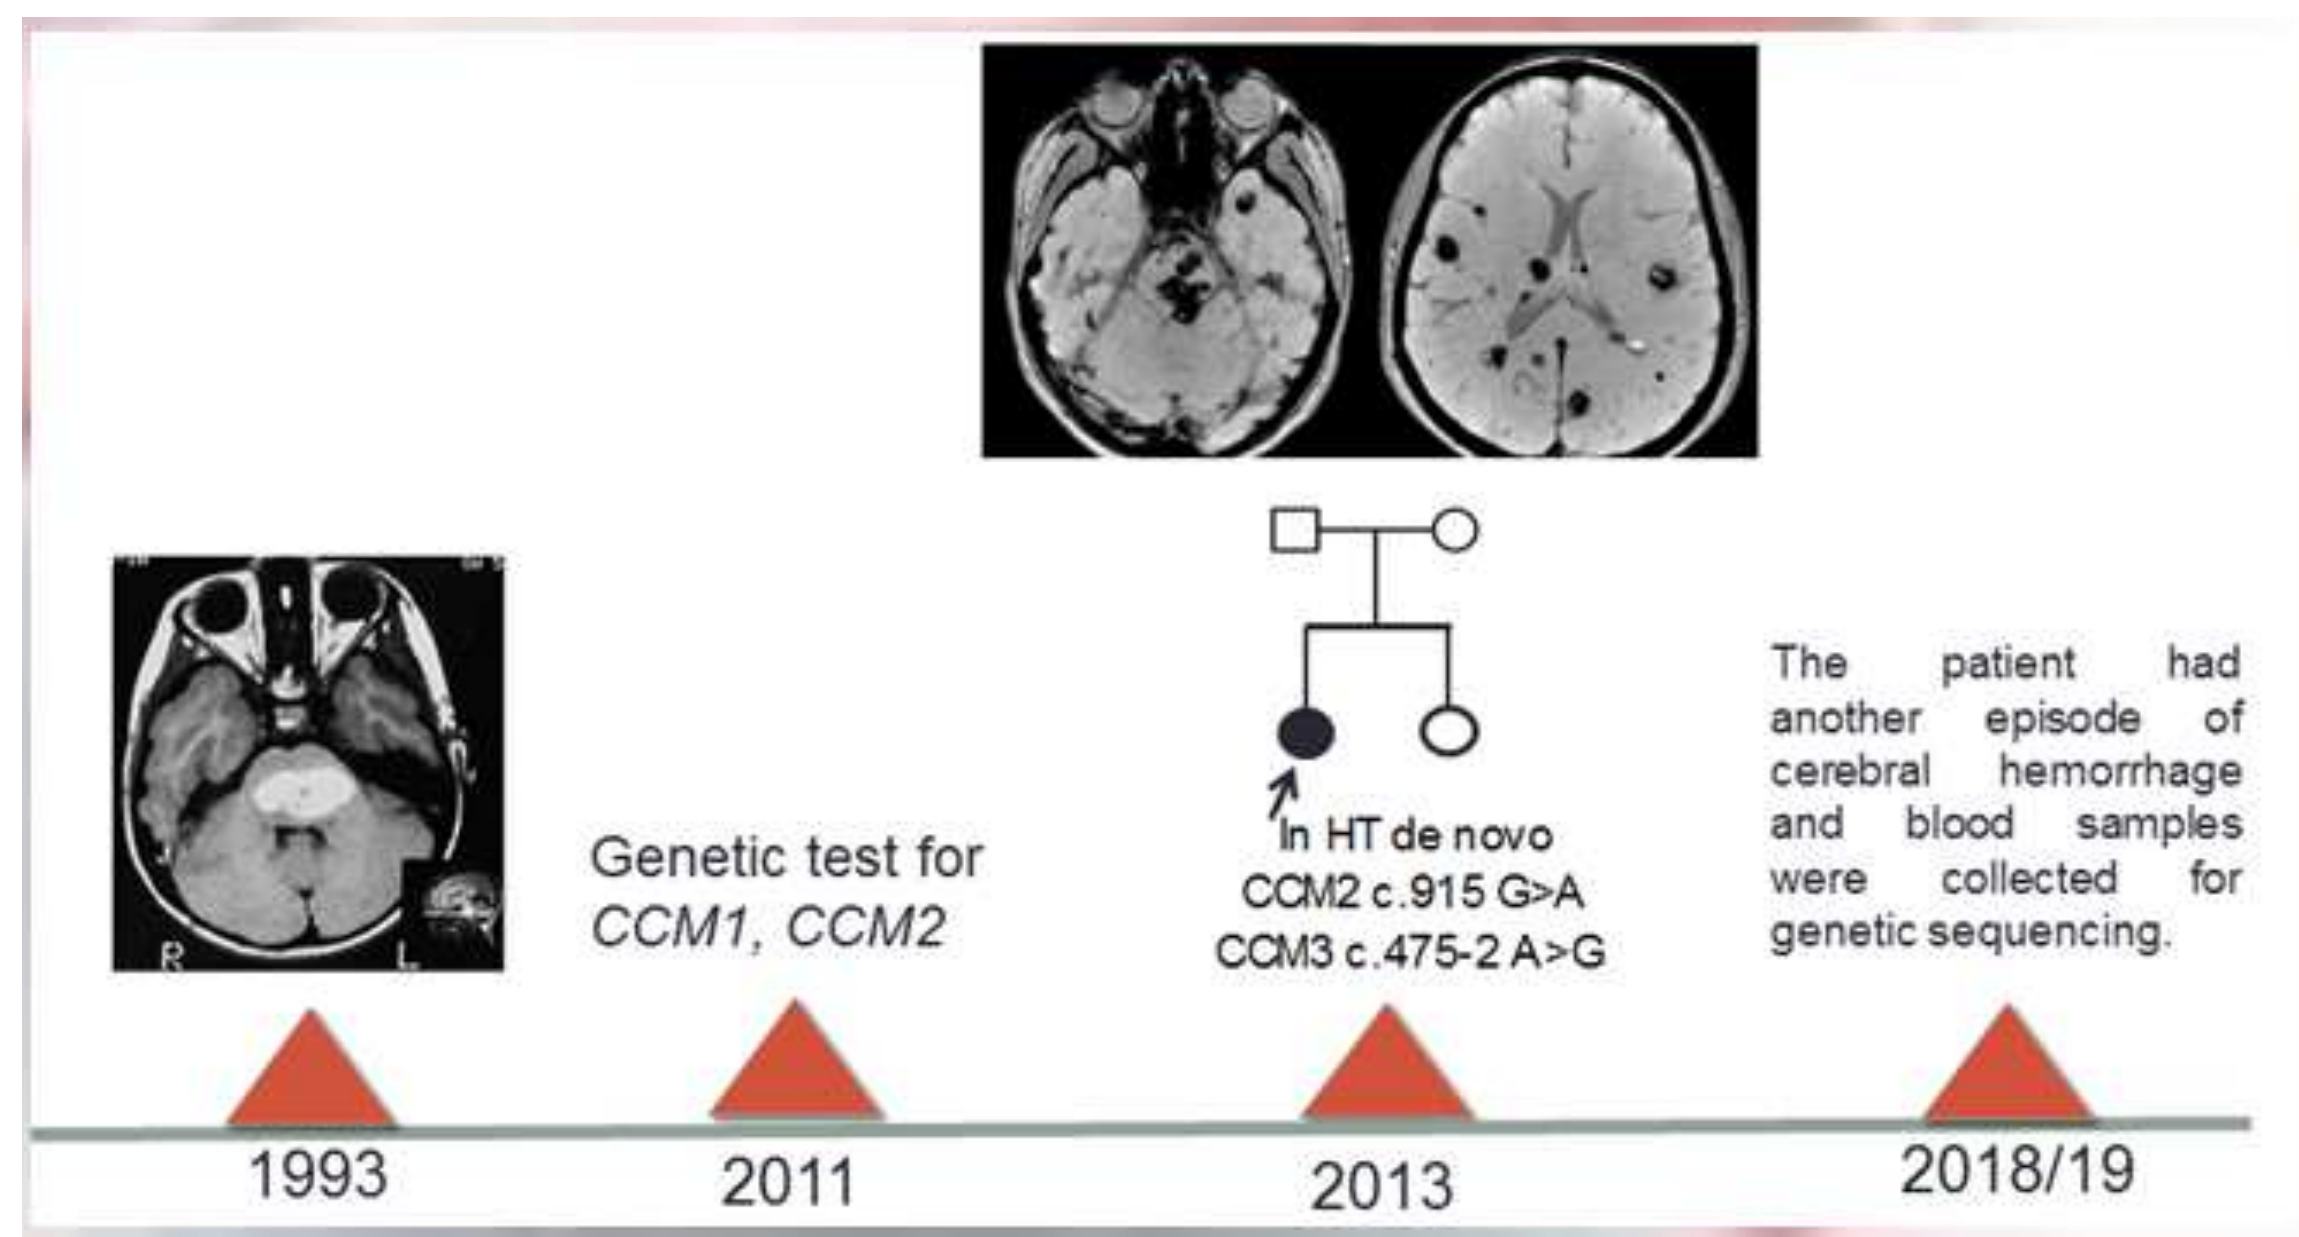 R
L
Genetic test for
CCM1, CCM2
In HT de novo
CCM2 c.915 G>A
CCM3 c.475-2 A>G
The patient had
another episode of
cerebral hemorrhage
and blood samples
were collected for
genetic sequencing.
1993
2011
2013
2018/19